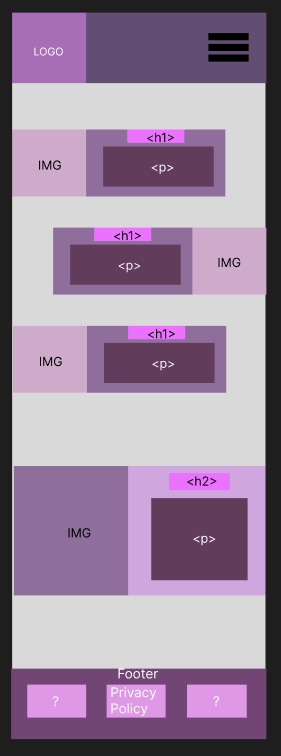 LOGO
<h1>
IMG
<p>
<h1>
<p>
IMG
<h1>
IMG
<p>
<h2>
IMG
<p>
Footer
?
Privacy
Policy
?